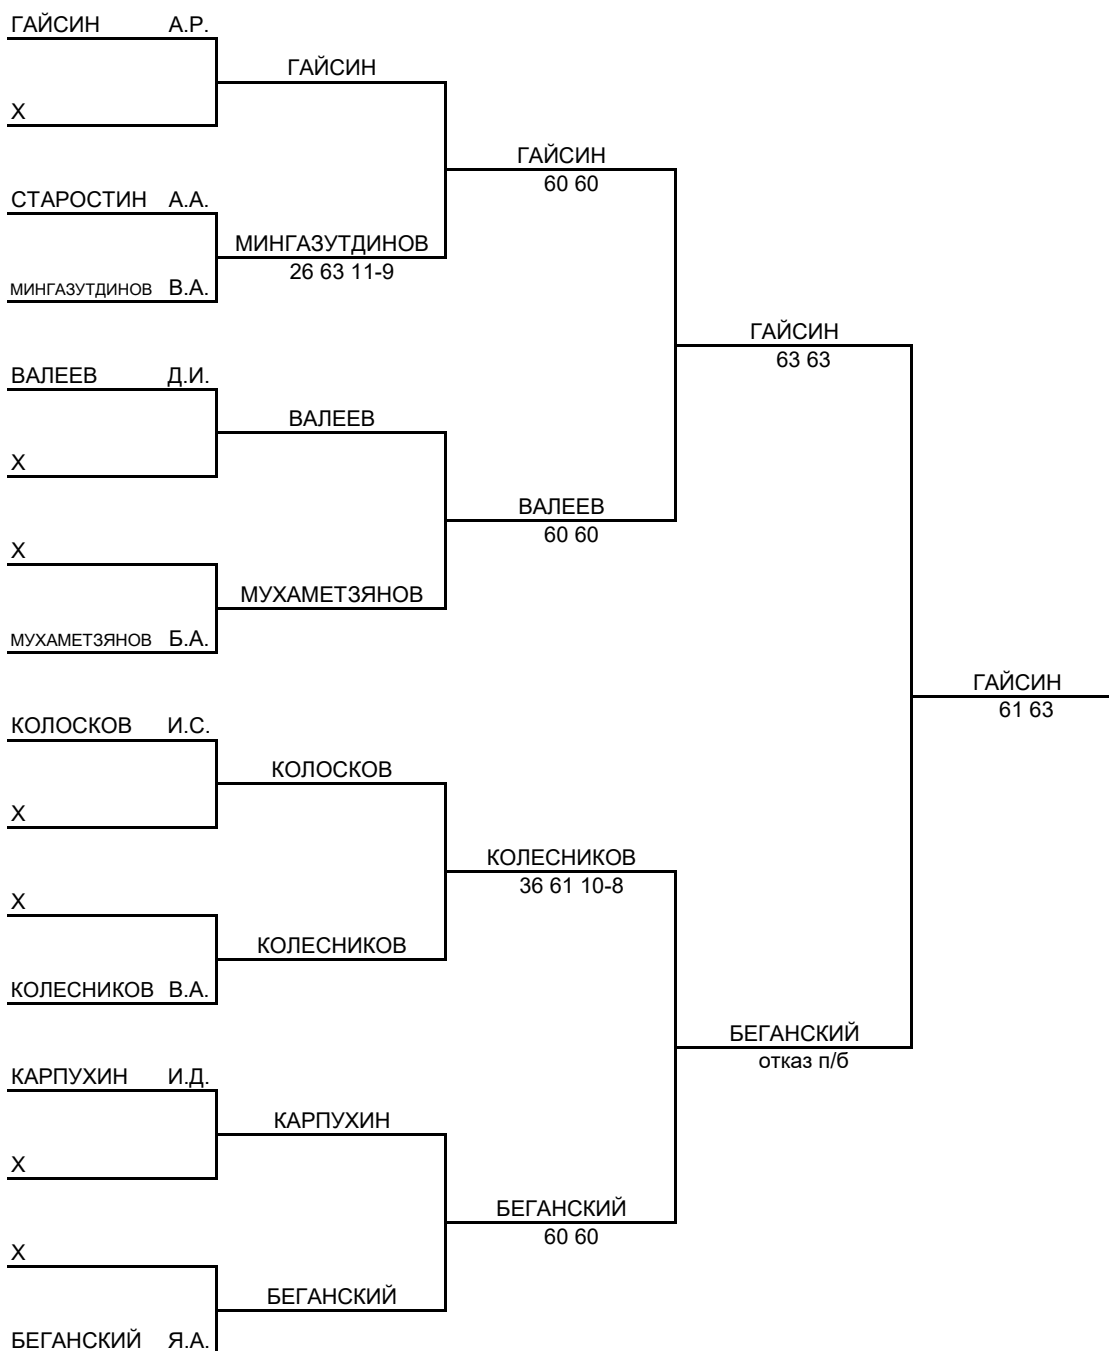 ГАЙСИН А.Р.
ГАЙСИН
Х
ГАЙСИН
60 60
СТАРОСТИН А.А.
МИНГАЗУТДИНОВ
26 63 11-9
МИНГАЗУТДИНОВ В.А.
ГАЙСИН
63 63
ВАЛЕЕВ Д.И.
ВАЛЕЕВ
Х
ВАЛЕЕВ
60 60
Х
МУХАМЕТЗЯНОВ
МУХАМЕТЗЯНОВ Б.А.
ГАЙСИН
61 63
КОЛОСКОВ И.С.
КОЛОСКОВ
Х
КОЛЕСНИКОВ
36 61 10-8
Х
КОЛЕСНИКОВ
КОЛЕСНИКОВ В.А.
БЕГАНСКИЙ
отказ п/б
КАРПУХИН И.Д.
КАРПУХИН
Х
БЕГАНСКИЙ
60 60
Х
БЕГАНСКИЙ
БЕГАНСКИЙ Я.А.